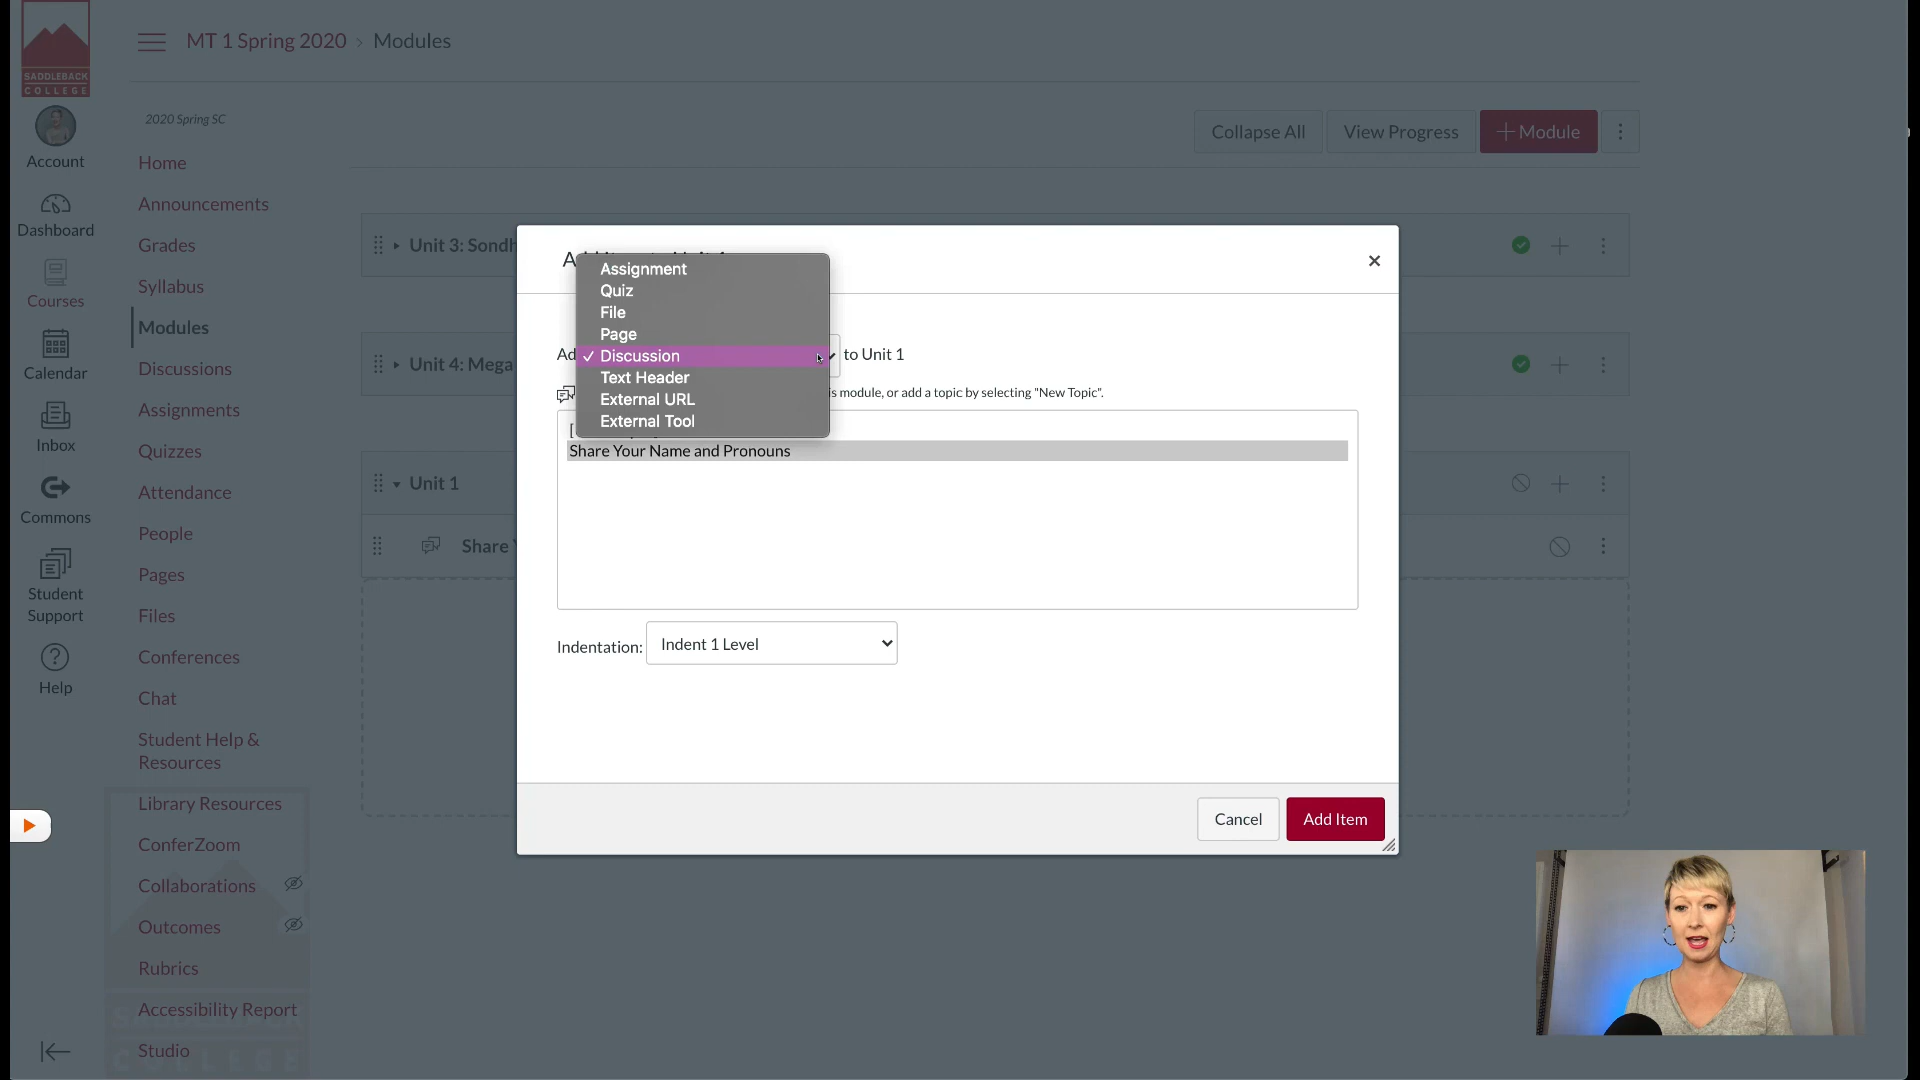 SADDLEBACK
COLLEGE
Account
Dashboard
Courses
Calendar
Inbox
Commons
Student
Support
Help
MT 1 Spring 2020 › Modules
2020 Spring SC
Home
Announcements
Grades
Syllabus
Modules
Discussions
Assignments
Quizzes
Attendance
People
Pages
Files
Conferences
Chat
Student Help &
Resources
Library Resources
ConferZoom
Collaborations
Outcomes
Rubrics
Accessibility Report
Studio
Collapse All
View Progress
+ Module
Unit 3: Sondh
Unit 4: Mega
Unit 1
Share
Ad
to Unit 1
Assignment
Quiz
File
Page
✓ Discussion
Text Header
External URL
External Tool
is module, or add a topic by selecting "New Topic".
[
Share Your Name and Pronouns
Indentation:
Indent 1 Level
Cancel
Add Item